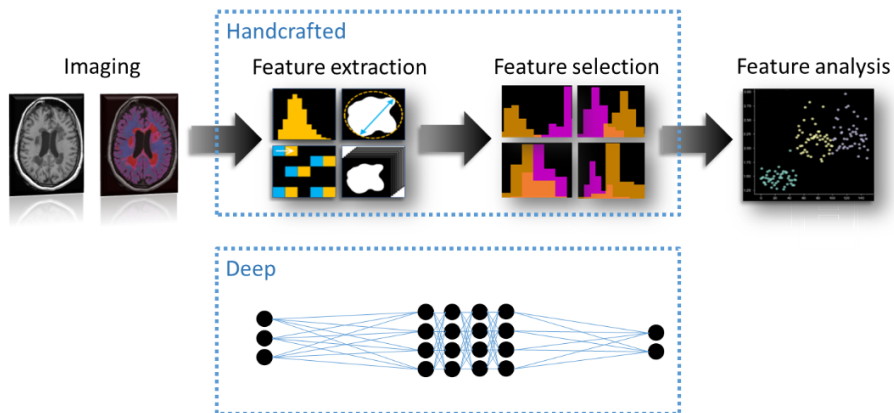 Handcrafted
Imaging
Feature extraction
Feature selection
Feature analysis
Deep